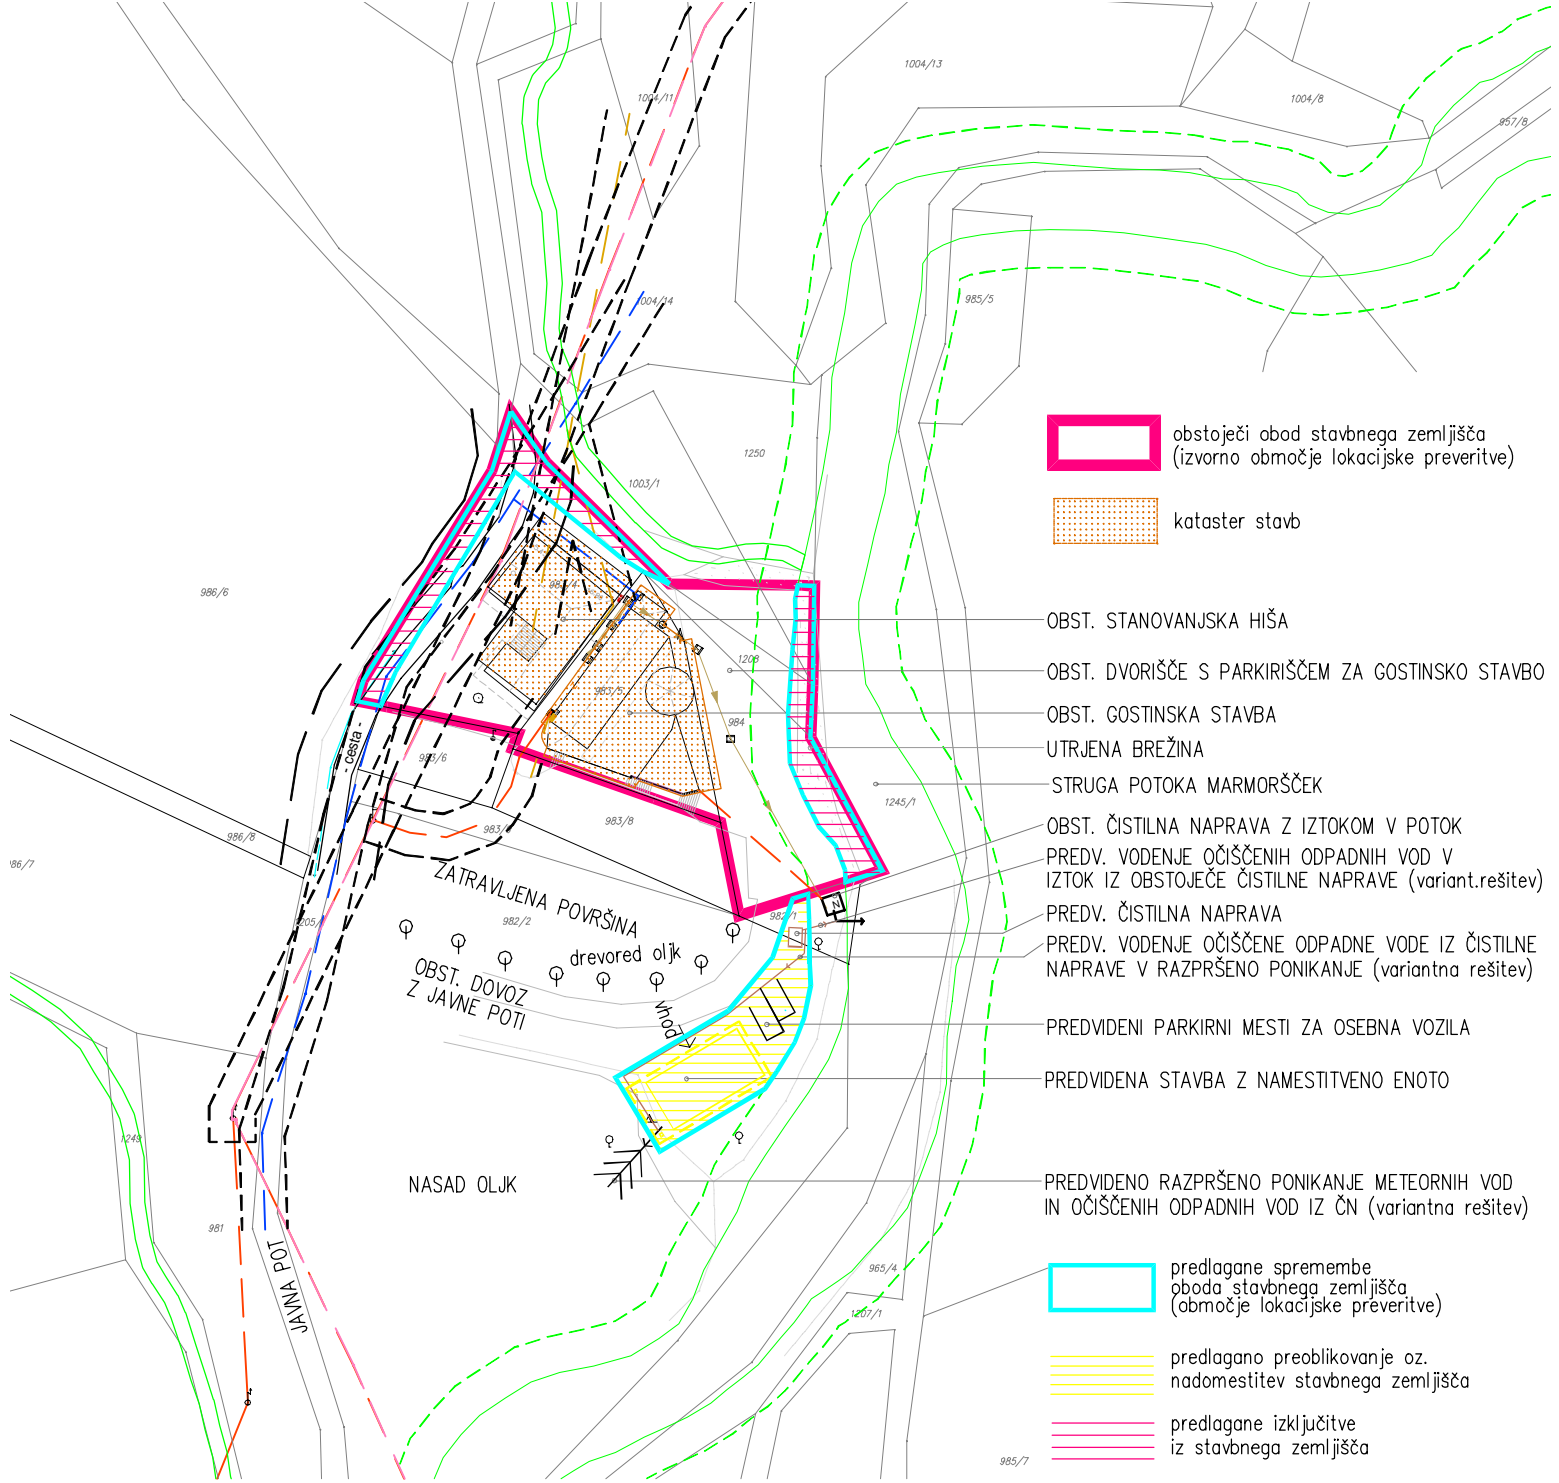 1004/13
1004/11
1004/8
957/8
1004/14
985/5
obstoječi obod stavbnega zemljišča
(izvorno območje lokacijske preveritve)
1250
1003/1
kataster stavb
986/6
OBST. STANOVANJSKA HIŠA
1208
OBST. DVORIŠČE S PARKIRIŠČEM ZA GOSTINSKO STAVBO
983/5
984
OBST. GOSTINSKA STAVBA
- cesta
UTRJENA BREŽINA
983/6
STRUGA POTOKA MARMORŠČEK
1245/1
983/8
986/8
OBST. ČISTILNA NAPRAVA Z IZTOKOM V POTOK
PREDV. VODENJE OČIŠČENIH ODPADNIH VOD V
IZTOK IZ OBSTOJEČE ČISTILNE NAPRAVE (variant.rešitev)
ZATRAVLJENA POVRŠINA
982/2
982/1
PREDV. ČISTILNA NAPRAVA
drevored oljk
PREDV. VODENJE OČIŠČENE ODPADNE VODE IZ ČISTILNE
NAPRAVE V RAZPRŠENO PONIKANJE (variantna rešitev)
OBST. DOVOZ
Z JAVNE POTI
vhod
PREDVIDENI PARKIRNI MESTI ZA OSEBNA VOZILA
PREDVIDENA STAVBA Z NAMESTITVENO ENOTO
1249
NASAD OLJK
PREDVIDENO RAZPRŠENO PONIKANJE METEORNIH VOD
IN OČIŠČENIH ODPADNIH VOD IZ ČN (variantna rešitev)
981
JAVNA POT
965/4
1207/1
predlagane spremembe
oboda stavbnega zemljišča
(območje lokacijske preveritve)
predlagano preoblikovanje oz.
nadomestitev stavbnega zemljišča
predlagane izključitve
iz stavbnega zemljišča
985/7